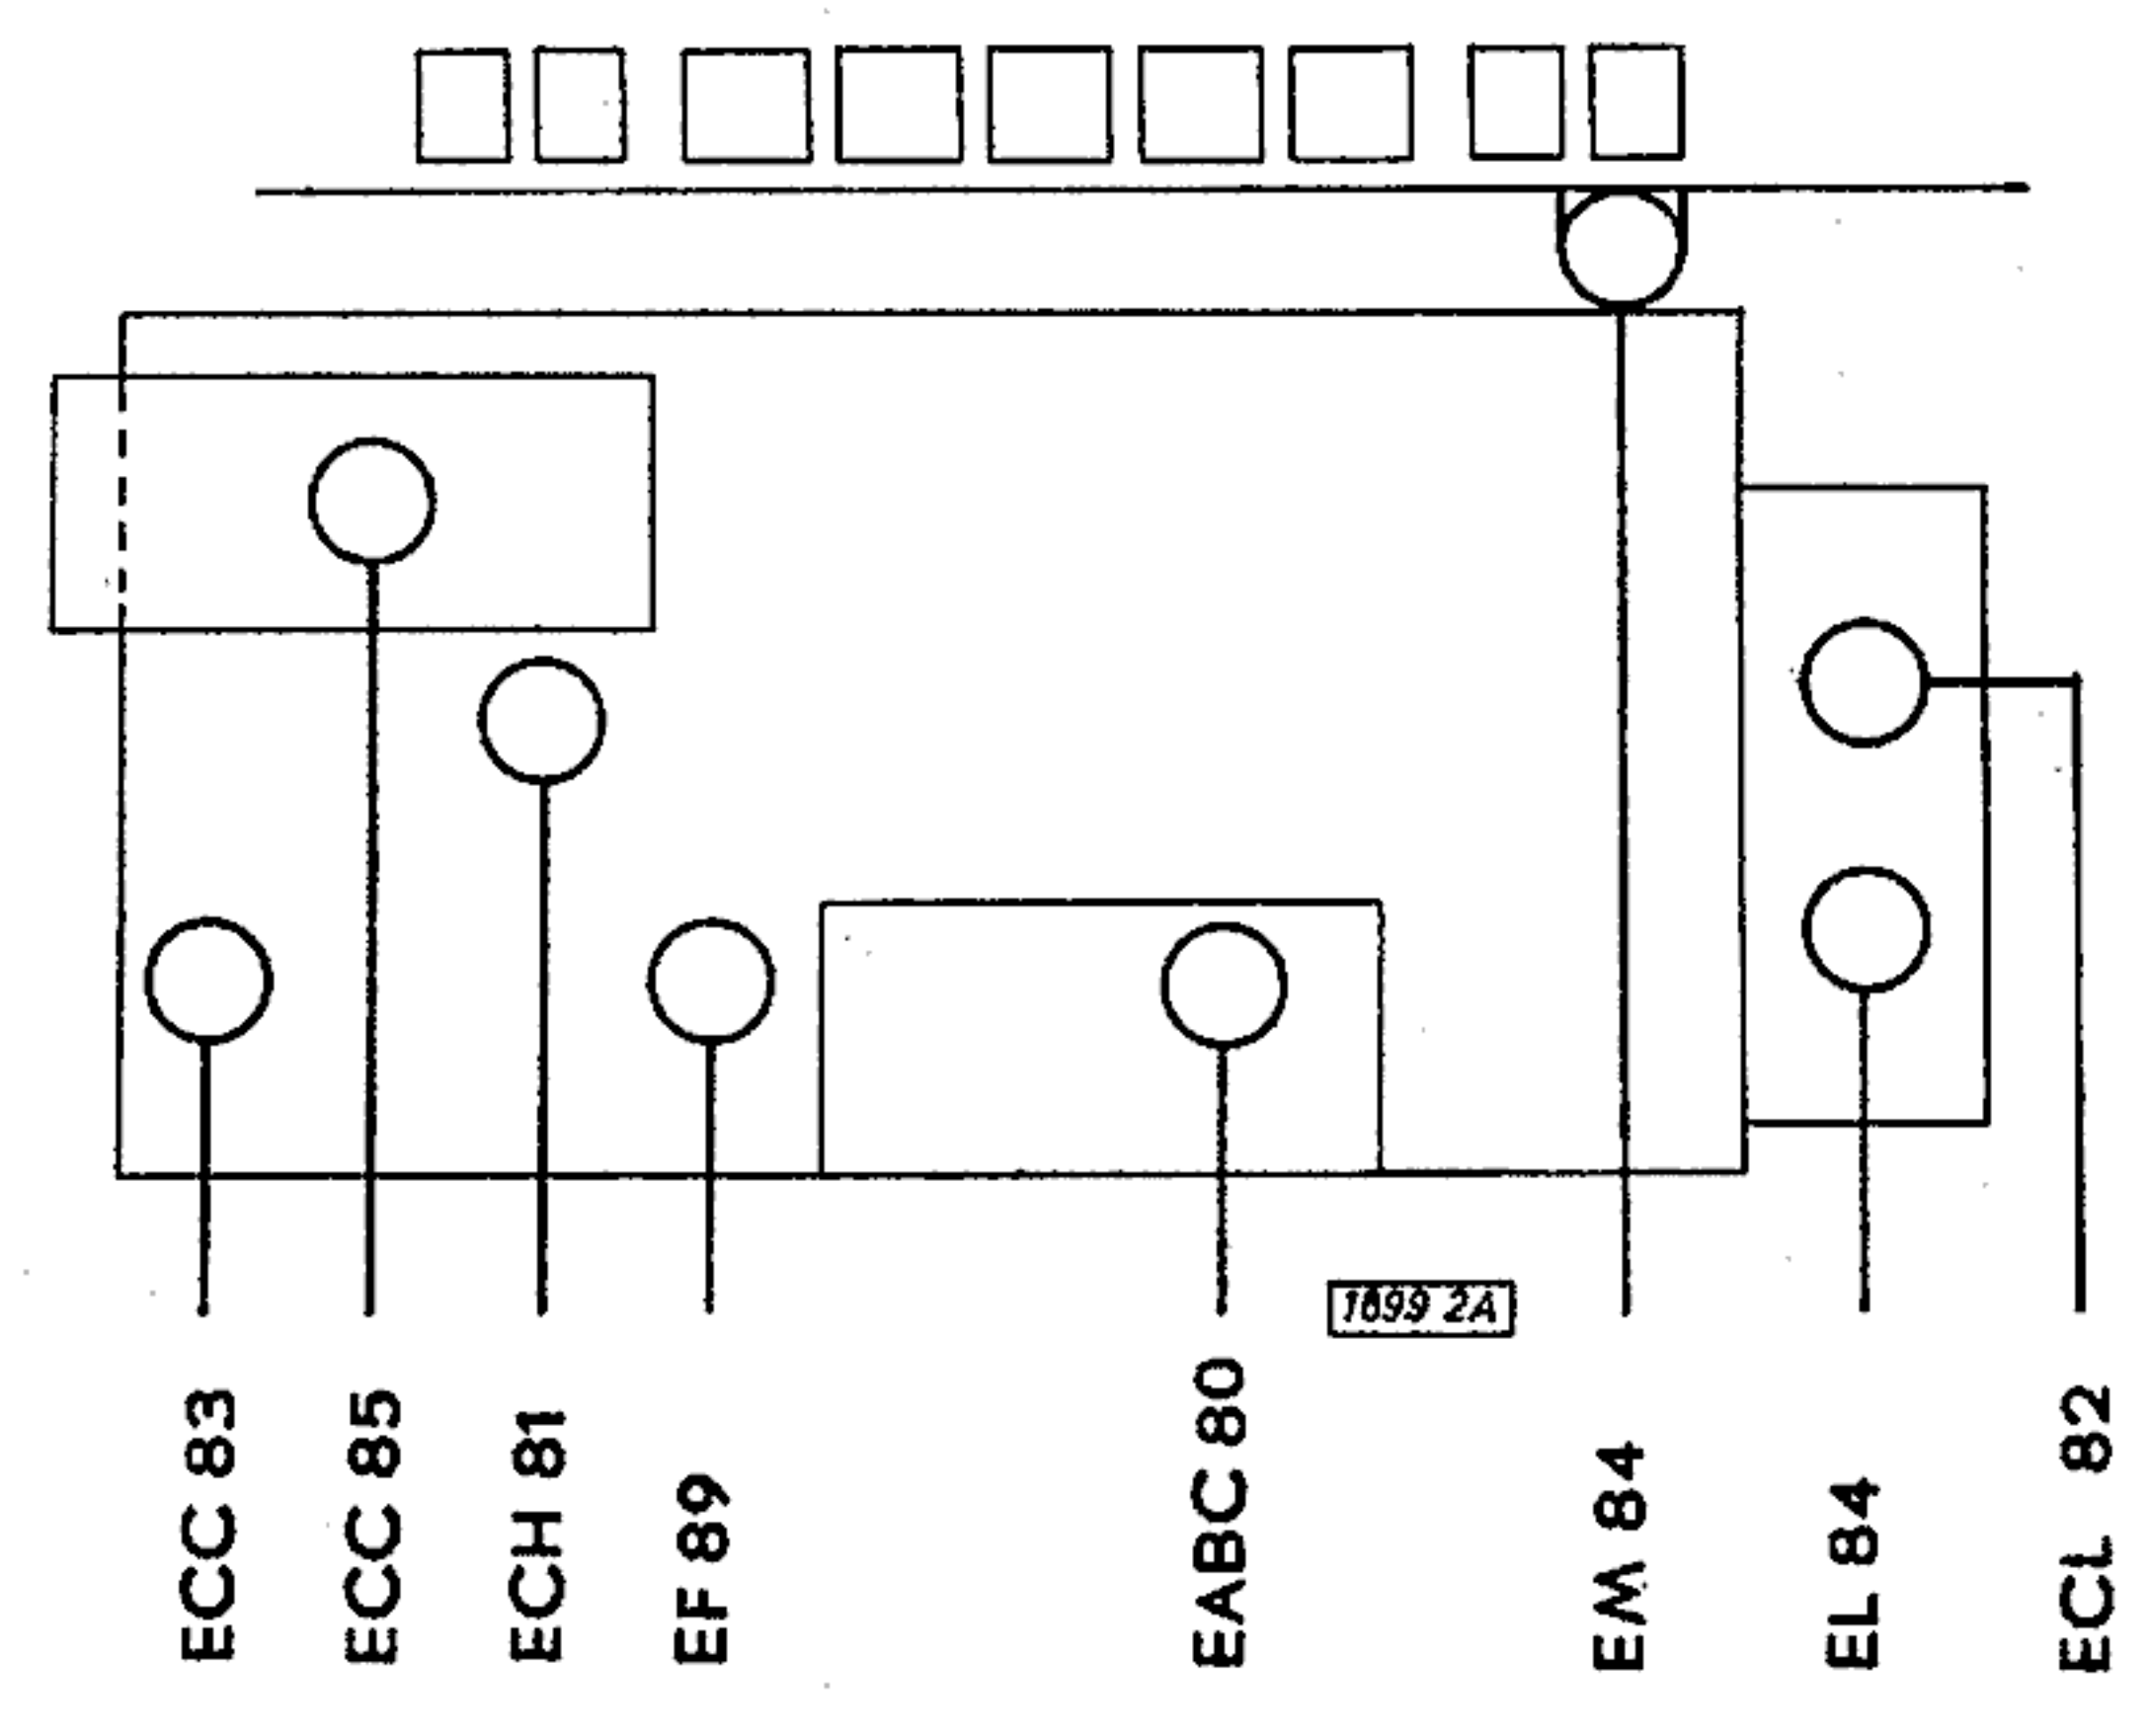 1699 2A
ECC 83
ECC 85
ECH 81
EF 89
EABC 80
EM 84
EL 84
ECL 82